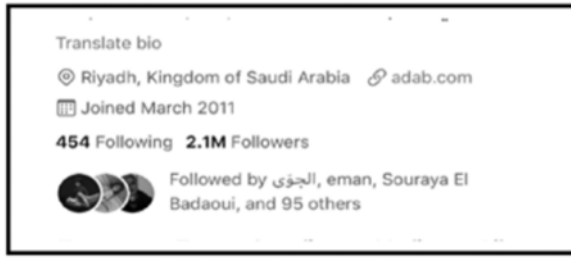 Translate bio
Riyadh, Kingdom of Saudi Arabia adab.com
Joined March 2011
454 Following 2.1M Followers
Followed by الجوّي, eman, Souraya El
Badaoui, and 95 others